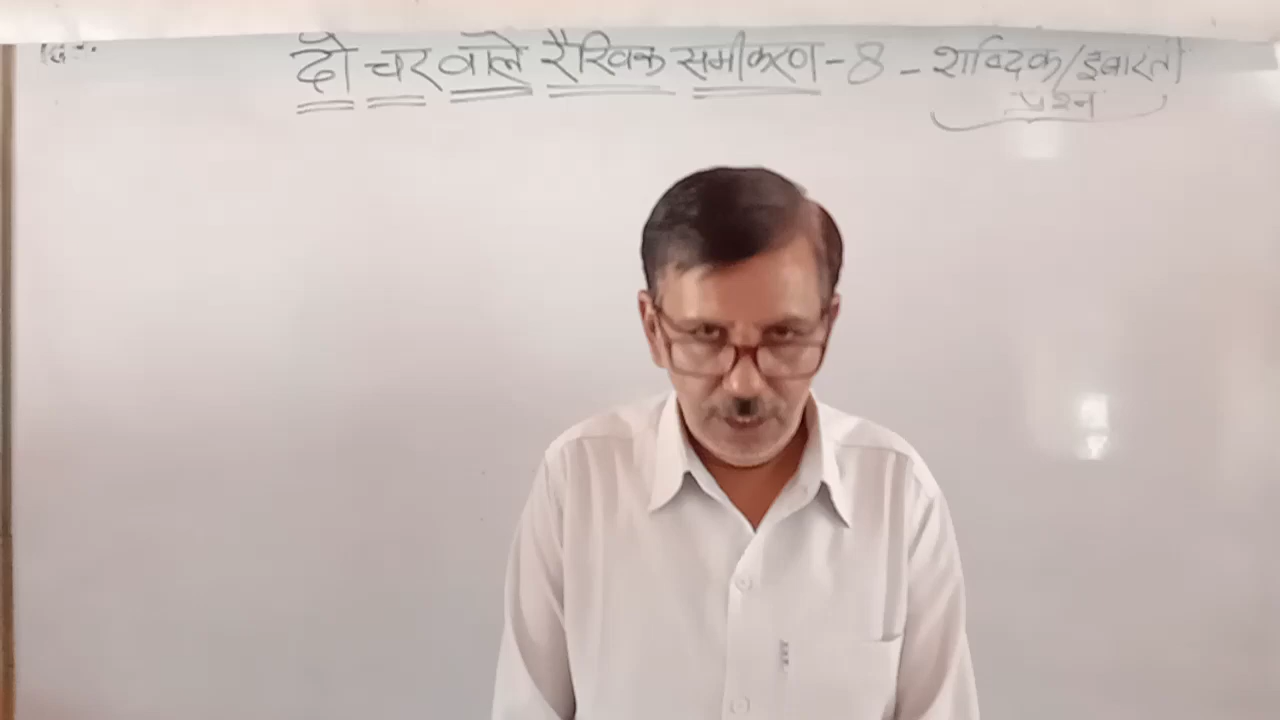 दो चर वाले रैखिक समीकरण - 8 - शाब्दिक/इबारती
प्रश्न